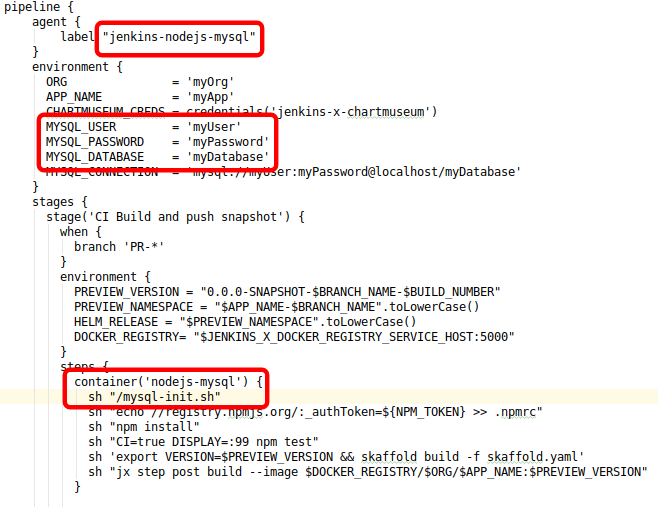 pipeline {
agent {
label "jenkins-nodejs-mysql"
}
environment {
ORG = 'myOrg'
APP_NAME = 'myApp'
CHARTMUSEUM_CREDS = credentials('jenkins-x-chartmuseum')
MYSQL_USER = 'myUser'
MYSQL_PASSWORD = 'myPassword'
MYSQL_DATABASE = 'myDatabase'
MYSQL_CONNECTION = 'mysql://myUser:myPassword@localhost/myDatabase'
}
stages {
stage('CI Build and push snapshot') {
when {
branch 'PR-*'
}
environment {
PREVIEW_VERSION = "0.0.0-SNAPSHOT-$BRANCH_NAME-$BUILD_NUMBER"
PREVIEW_NAMESPACE = "$APP_NAME-$BRANCH_NAME".toLowerCase()
HELM_RELEASE = "$PREVIEW_NAMESPACE".toLowerCase()
DOCKER_REGISTRY= "$JENKINS_X_DOCKER_REGISTRY_SERVICE_HOST:5000"
}
steps {
container('nodejs-mysql') {
sh "/mysql-init.sh"
sh "echo //registry.npmjs.org/:_authToken=${NPM_TOKEN} >> .npmrc"
sh "npm install"
sh "CI=true DISPLAY=:99 npm test"
sh 'export VERSION=$PREVIEW_VERSION && skaffold build -f skaffold.yaml'
sh "jx step post build --image $DOCKER_REGISTRY/$ORG/$APP_NAME:$PREVIEW_VERSION"
}